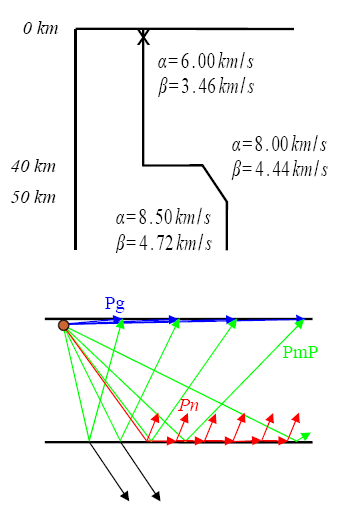 0 km
X
α=6.00 km/s
β=3.46 km/s
α=8.00 km/s
β=4.44 km/s
40 km
50 km
α=8.50 km/s
β=4.72 km/s
Pg
PmP
Pn